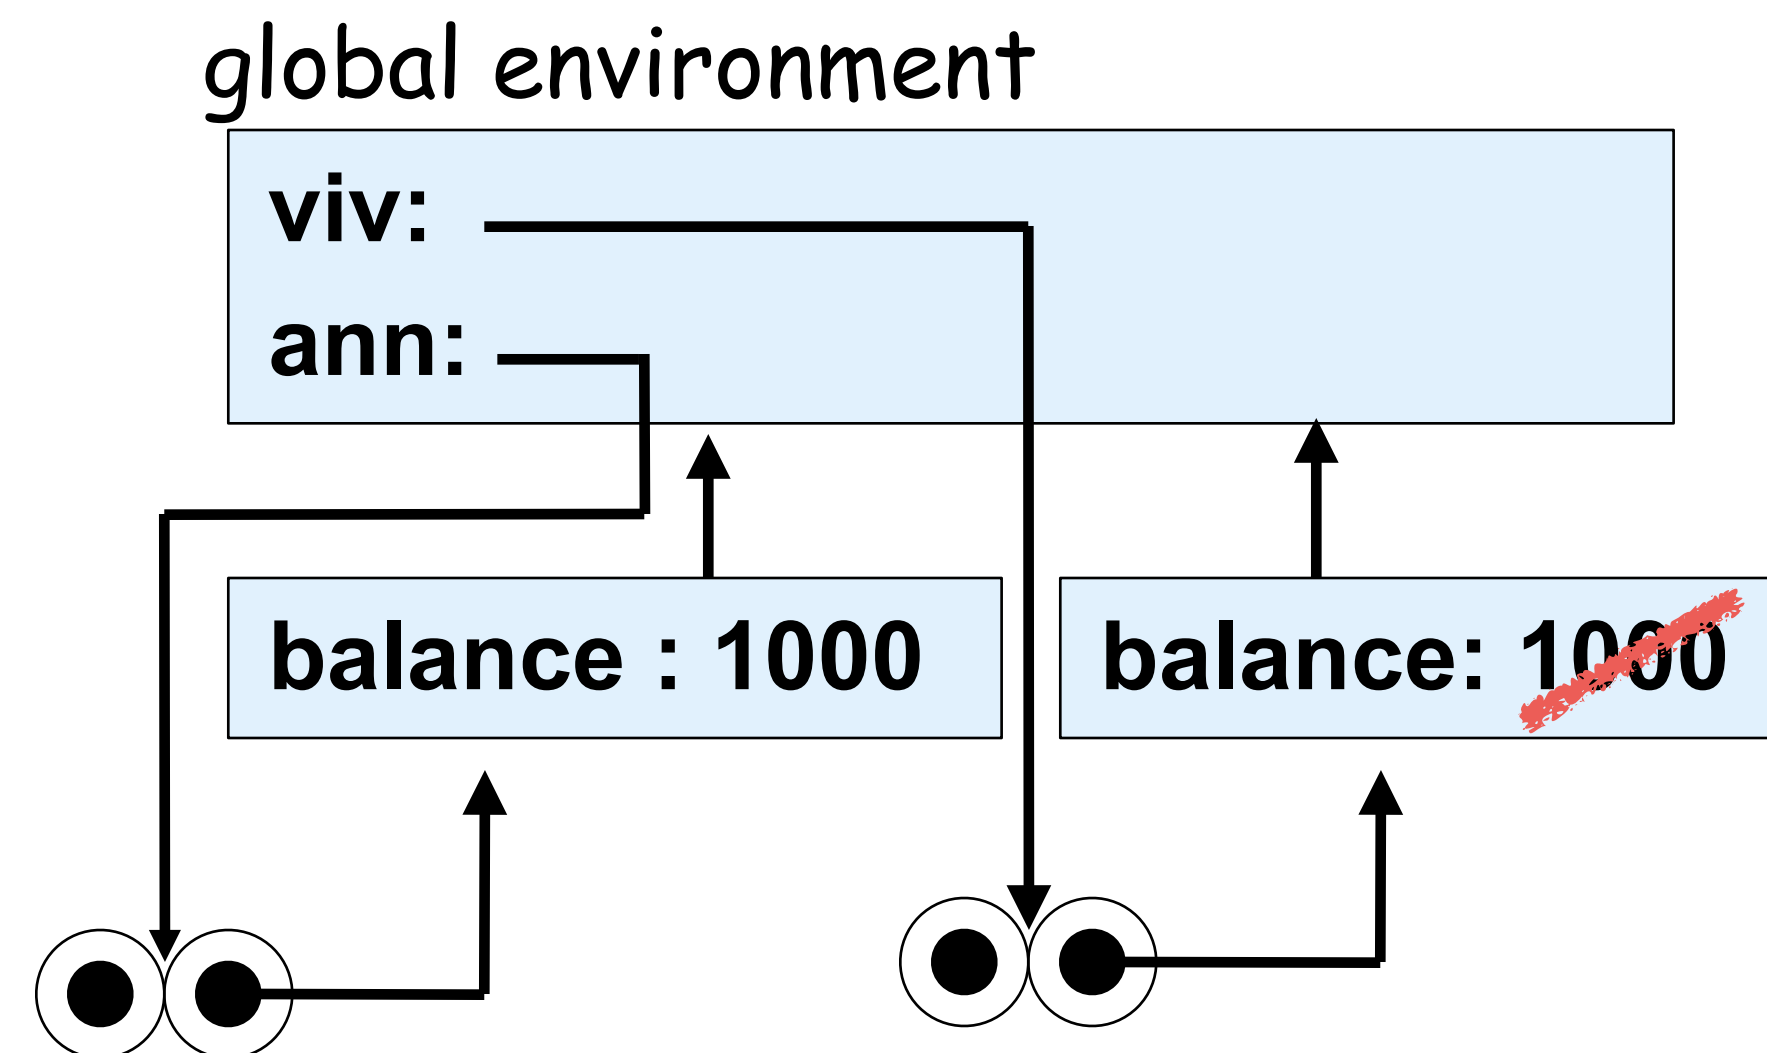 global environment
viv:
ann:
balance : 1000
balance: 1000